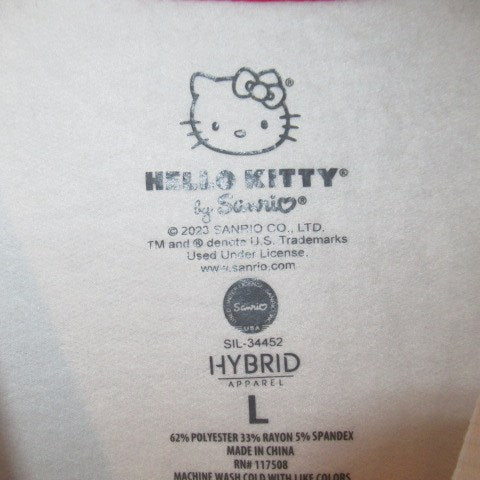 HELLO KITTY®
by Sanrio®
© 2023 SANRIO CO., LTD.
TM and ® denote U.S. Trademarks
Used Under License.
www.sanrio.com
Sanrio
USA
SIL-34452
HYBRID
APPAREL
L
62% POLYESTER 33% RAYON 5% SPANDEX
MADE IN CHINA
RN# 117508
MACHINE WASH COLD WITH LIKE COLORS